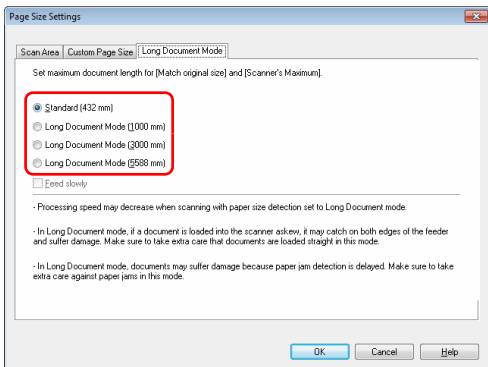 Page Size Settings
Scan Area Custom Page Size Long Document Mode
Set maximum document length for [Match original size] and [Scanner's Maximum].
Standard (432 mm)
Long Document Mode (1000 mm)
Long Document Mode (3000 mm)
Long Document Mode (5588 mm)
Feed slowly
- Processing speed may decrease when scanning with paper size detection set to Long Document mode.
- In Long Document mode, if a document is loaded into the scanner askew, it may catch on both edges of the feeder
and suffer damage. Make sure to take extra care that documents are loaded straight in this mode.
- In Long Document mode, documents may suffer damage because paper jam detection is delayed. Make sure to take
extra care against paper jams in this mode.
OK Cancel Help